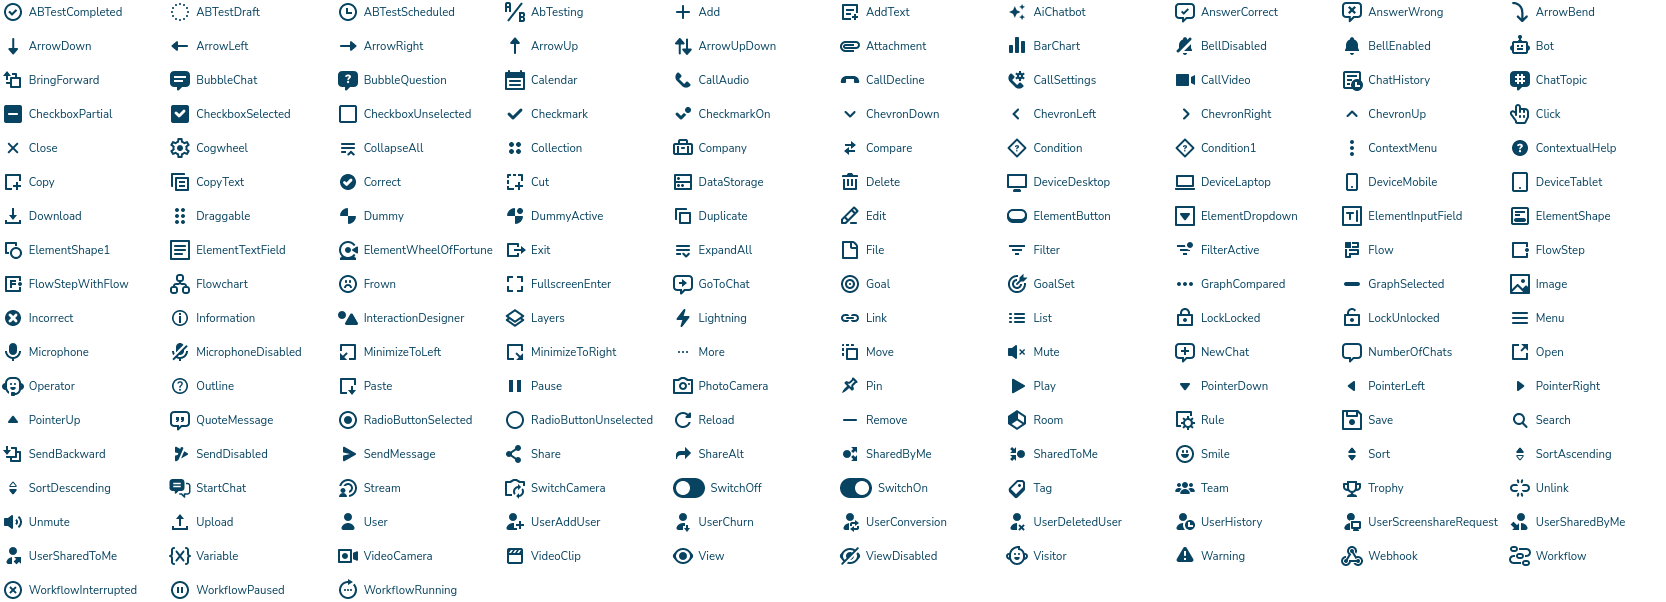 ABTestCompleted ABTestDraft ABTestScheduled AbTesting Add AddText AiChatbot AnswerCorrect AnswerWrong ArrowBend
ArrowDown ArrowLeft ArrowRight ArrowUp ArrowUpDown Attachment BarChart BellDisabled BellEnabled Bot
BringForward BubbleChat BubbleQuestion Calendar CallAudio CallDecline CallSettings CallVideo ChatHistory ChatTopic
CheckboxPartial CheckboxSelected CheckboxUnselected Checkmark CheckmarkOn ChevronDown ChevronLeft ChevronRight ChevronUp Click
Close Cogwheel CollapseAll Collection Company Compare Condition Condition1 ContextMenu ContextualHelp
Copy CopyText Correct Cut DataStorage Delete DeviceDesktop DeviceLaptop DeviceMobile DeviceTablet
Download Draggable Dummy DummyActive Duplicate Edit ElementButton ElementDropdown ElementInputField ElementShape
ElementShape1 ElementTextField ElementWheelOfFortune Exit ExpandAll File Filter FilterActive Flow FlowStep
FlowStepWithFlow Flowchart Frown FullscreenEnter GoToChat Goal GoalSet GraphCompared GraphSelected Image
Incorrect Information InteractionDesigner Layers Lightning Link List LockLocked LockUnlocked Menu
Microphone MicrophoneDisabled MinimizeToLeft MinimizeToRight More Move Mute NewChat NumberOfChats Open
Operator Outline Paste Pause PhotoCamera Pin Play PointerDown PointerLeft PointerRight
PointerUp QuoteMessage RadioButtonSelected RadioButtonUnselected Reload Remove Room Rule Save Search
SendBackward SendDisabled SendMessage Share ShareAlt SharedByMe SharedToMe Smile Sort SortAscending
SortDescending StartChat Stream SwitchCamera SwitchOff SwitchOn Tag Team Trophy Unlink
Unmute Upload User UserAddUser UserChurn UserConversion UserDeletedUser UserHistory UserScreenshareRequest UserSharedByMe
UserSharedToMe Variable VideoCamera VideoClip View ViewDisabled Visitor Warning Webhook Workflow
WorkflowInterrupted WorkflowPaused WorkflowRunning